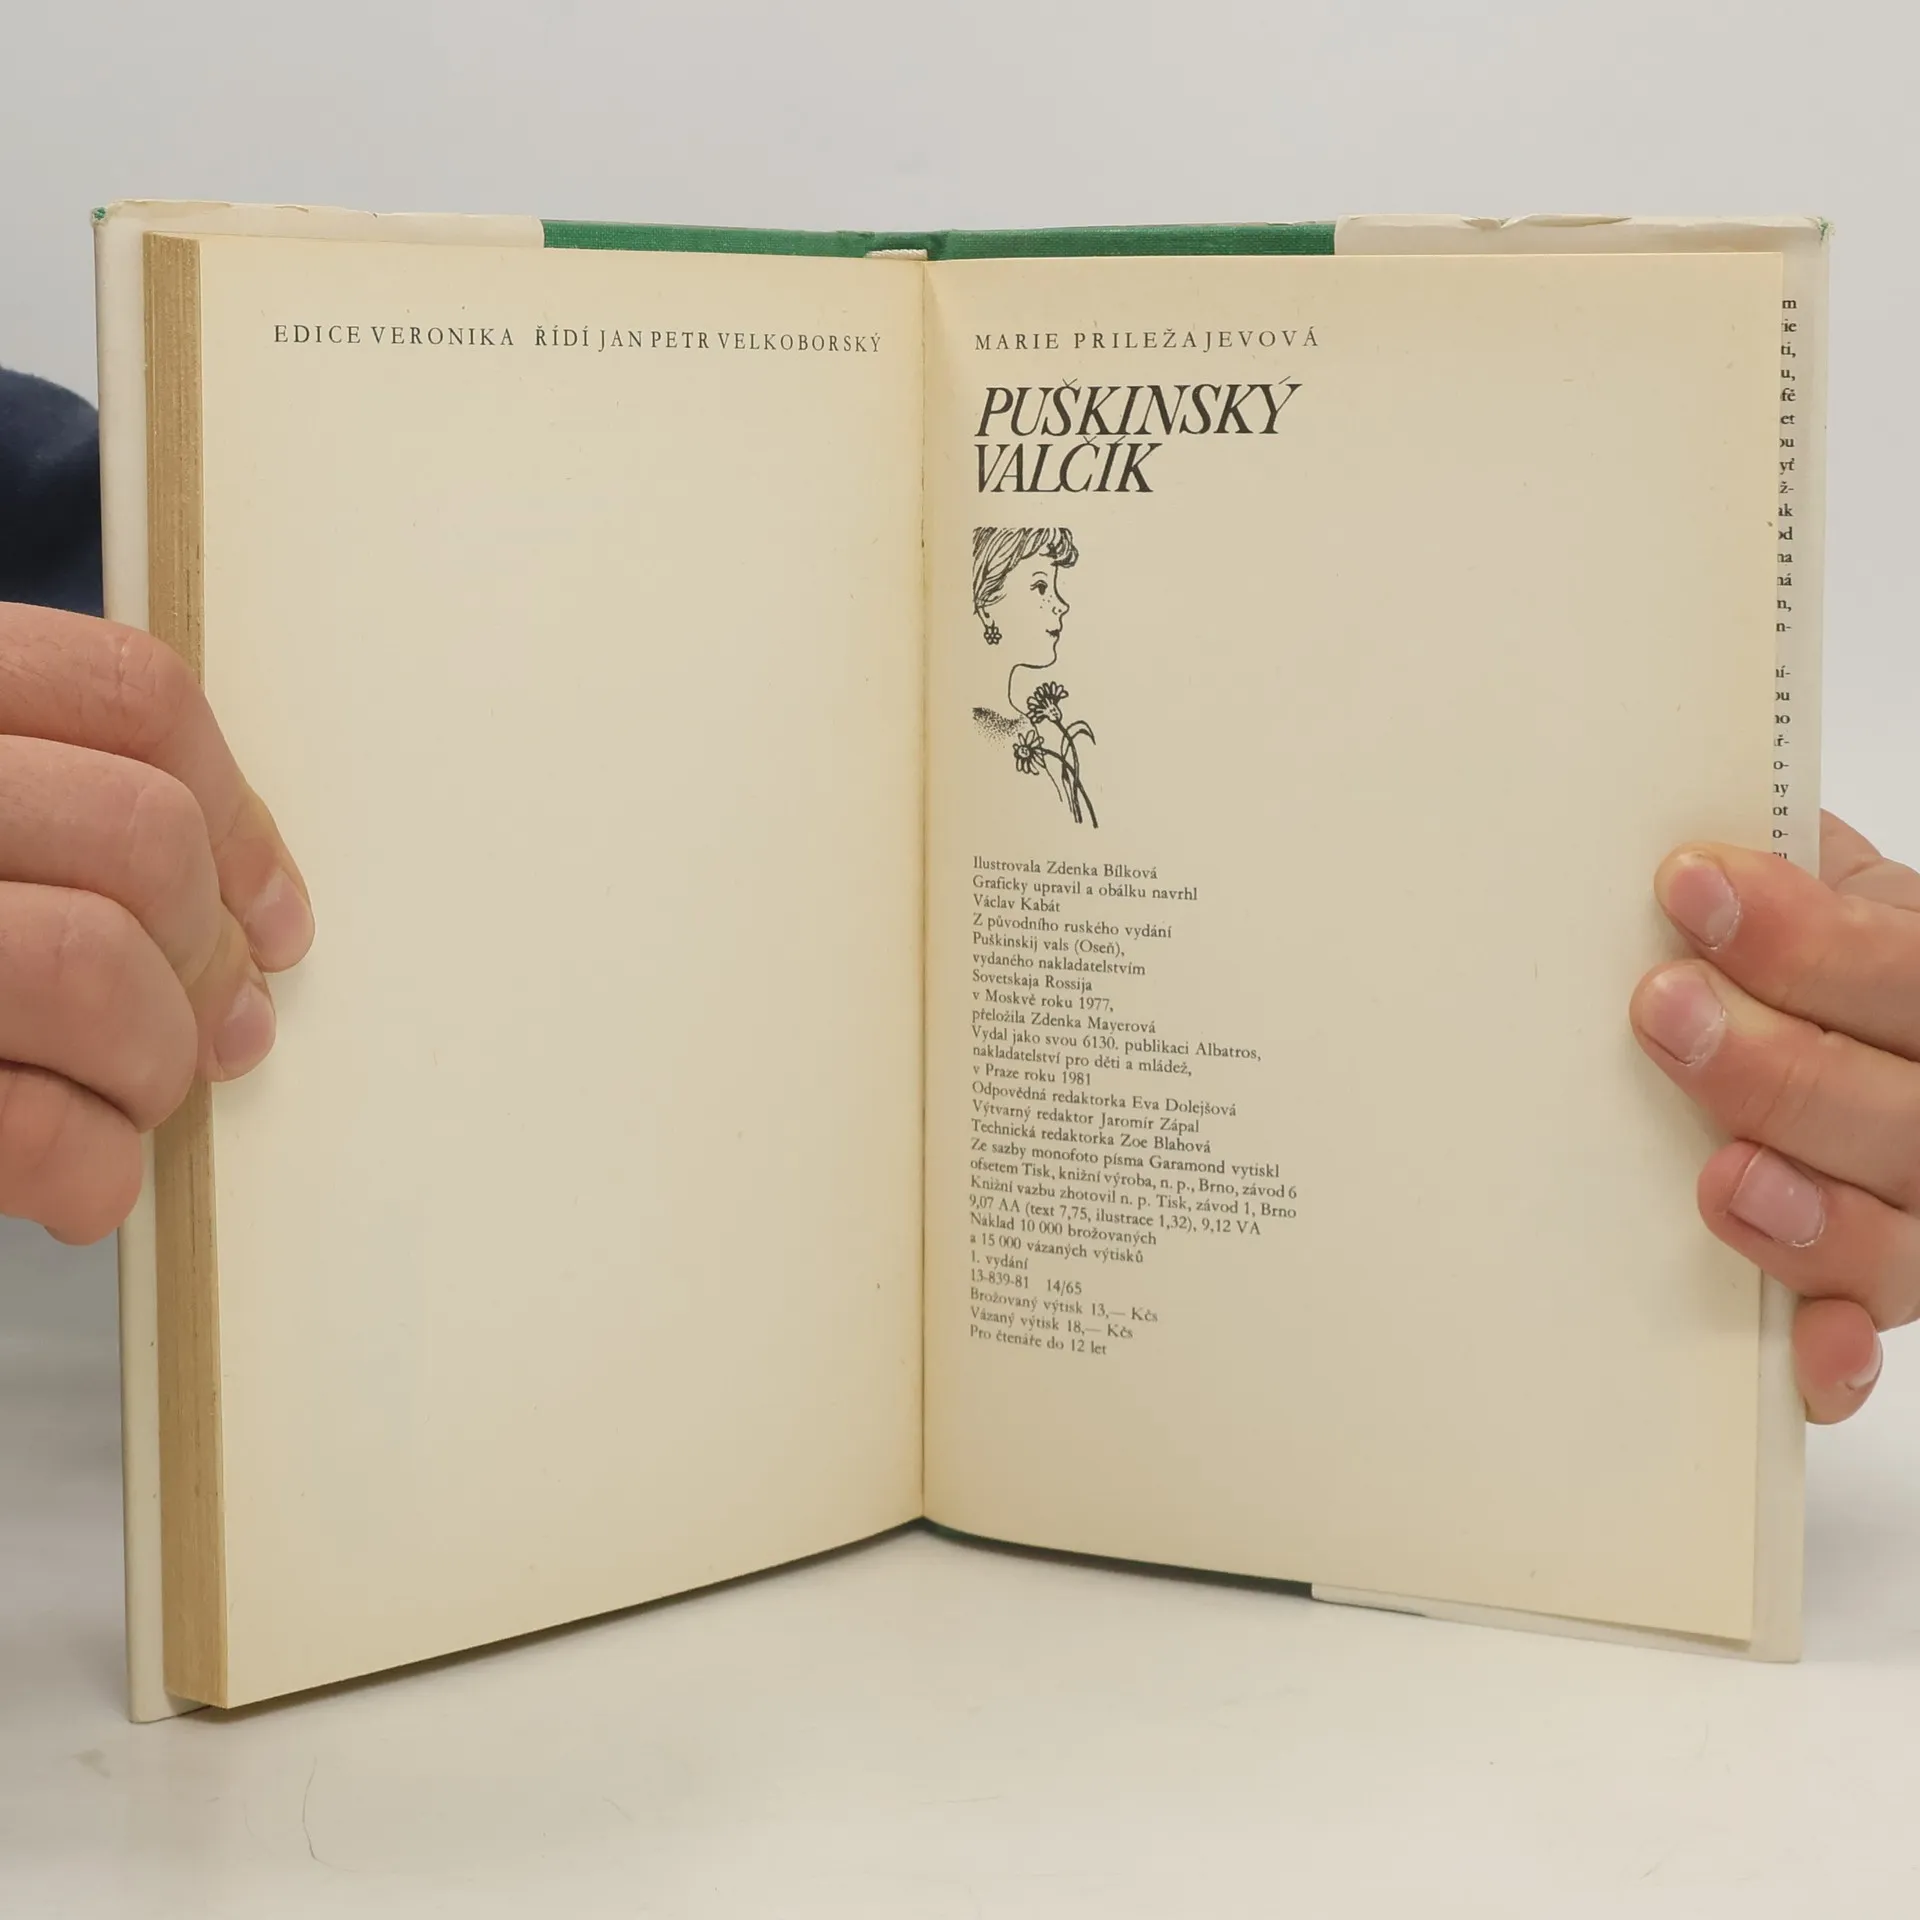 EDICE VERONIKA ŘÍDÍ JAN PETR VELKOBORSKÝ
MARIE PRILEŽAJEVOVÁ
PUŠKINSKÝ
VALČÍK
Ilustrovala Zdenka Bílková
Graficky upravil a obálku navrhl
Václav Kabát
Z původního ruského vydání
Puškinskij vals (Oseň),
vydaného nakladatelstvím
Sovetskaja Rossija
v Moskvě roku 1977,
přeložila Zdenka Mayerová
Vydal jako svou 6130. publikaci Albatros,
nakladatelství pro děti a mládež,
v Praze roku 1981
Odpovědná redaktorka Eva Dolejšová
Výtvarný redaktor Jaromír Zápal
Technická redaktorka Zoe Blahová
Ze sazby monofoto písma Garamond vytiskl
ofsetem Tisk, knižní výroba, n. p., Brno, závod 6
Knižní vazbu zhotovil n. p. Tisk, závod 1, Brno
9,07 AA (text 7,75, ilustrace 1,32), 9,12 VA
Náklad 10 000 brožovaných
a 15 000 vázaných výtisků
1. vydání
13-839-81 14/65
Brožovaný výtisk 13,— Kčs
Vázaný výtisk 18,— Kčs
Pro čtenáře do 12 let